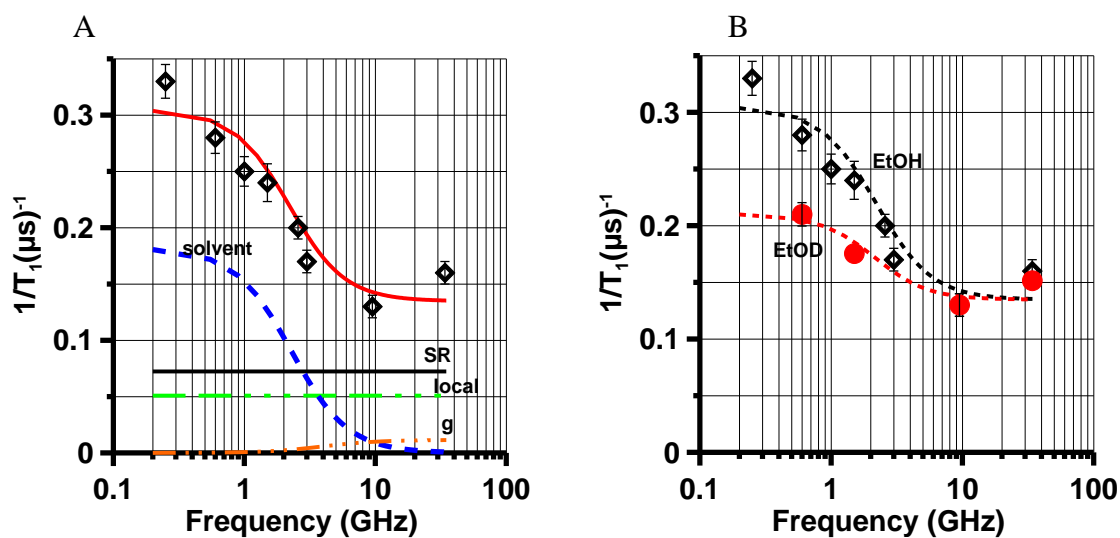 A
1/T1(µs)-1
0.3
0.2
0.1
0
solvent
SR
local
g
0.1
1
10
100
Frequency (GHz)
B
1/T1(µs)-1
0.3
0.2
0.1
0
EtOH
EtOD
0.1
1
10
100
Frequency (GHz)